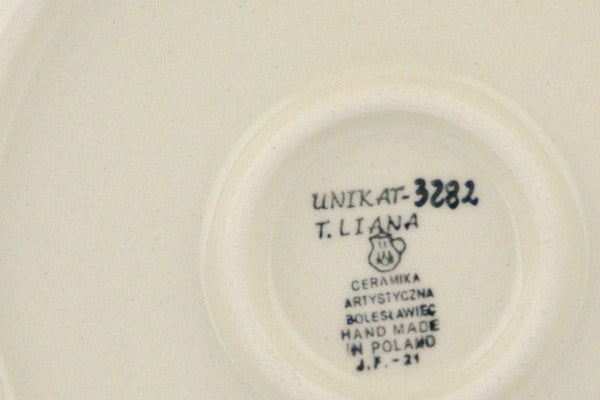 UNIKAT-3282
T. LIANA
CERAMIKA
ARTYSTYCZNA
BOLESŁAWIEC
HAND MADE
IN POLAND
J.F. - 21